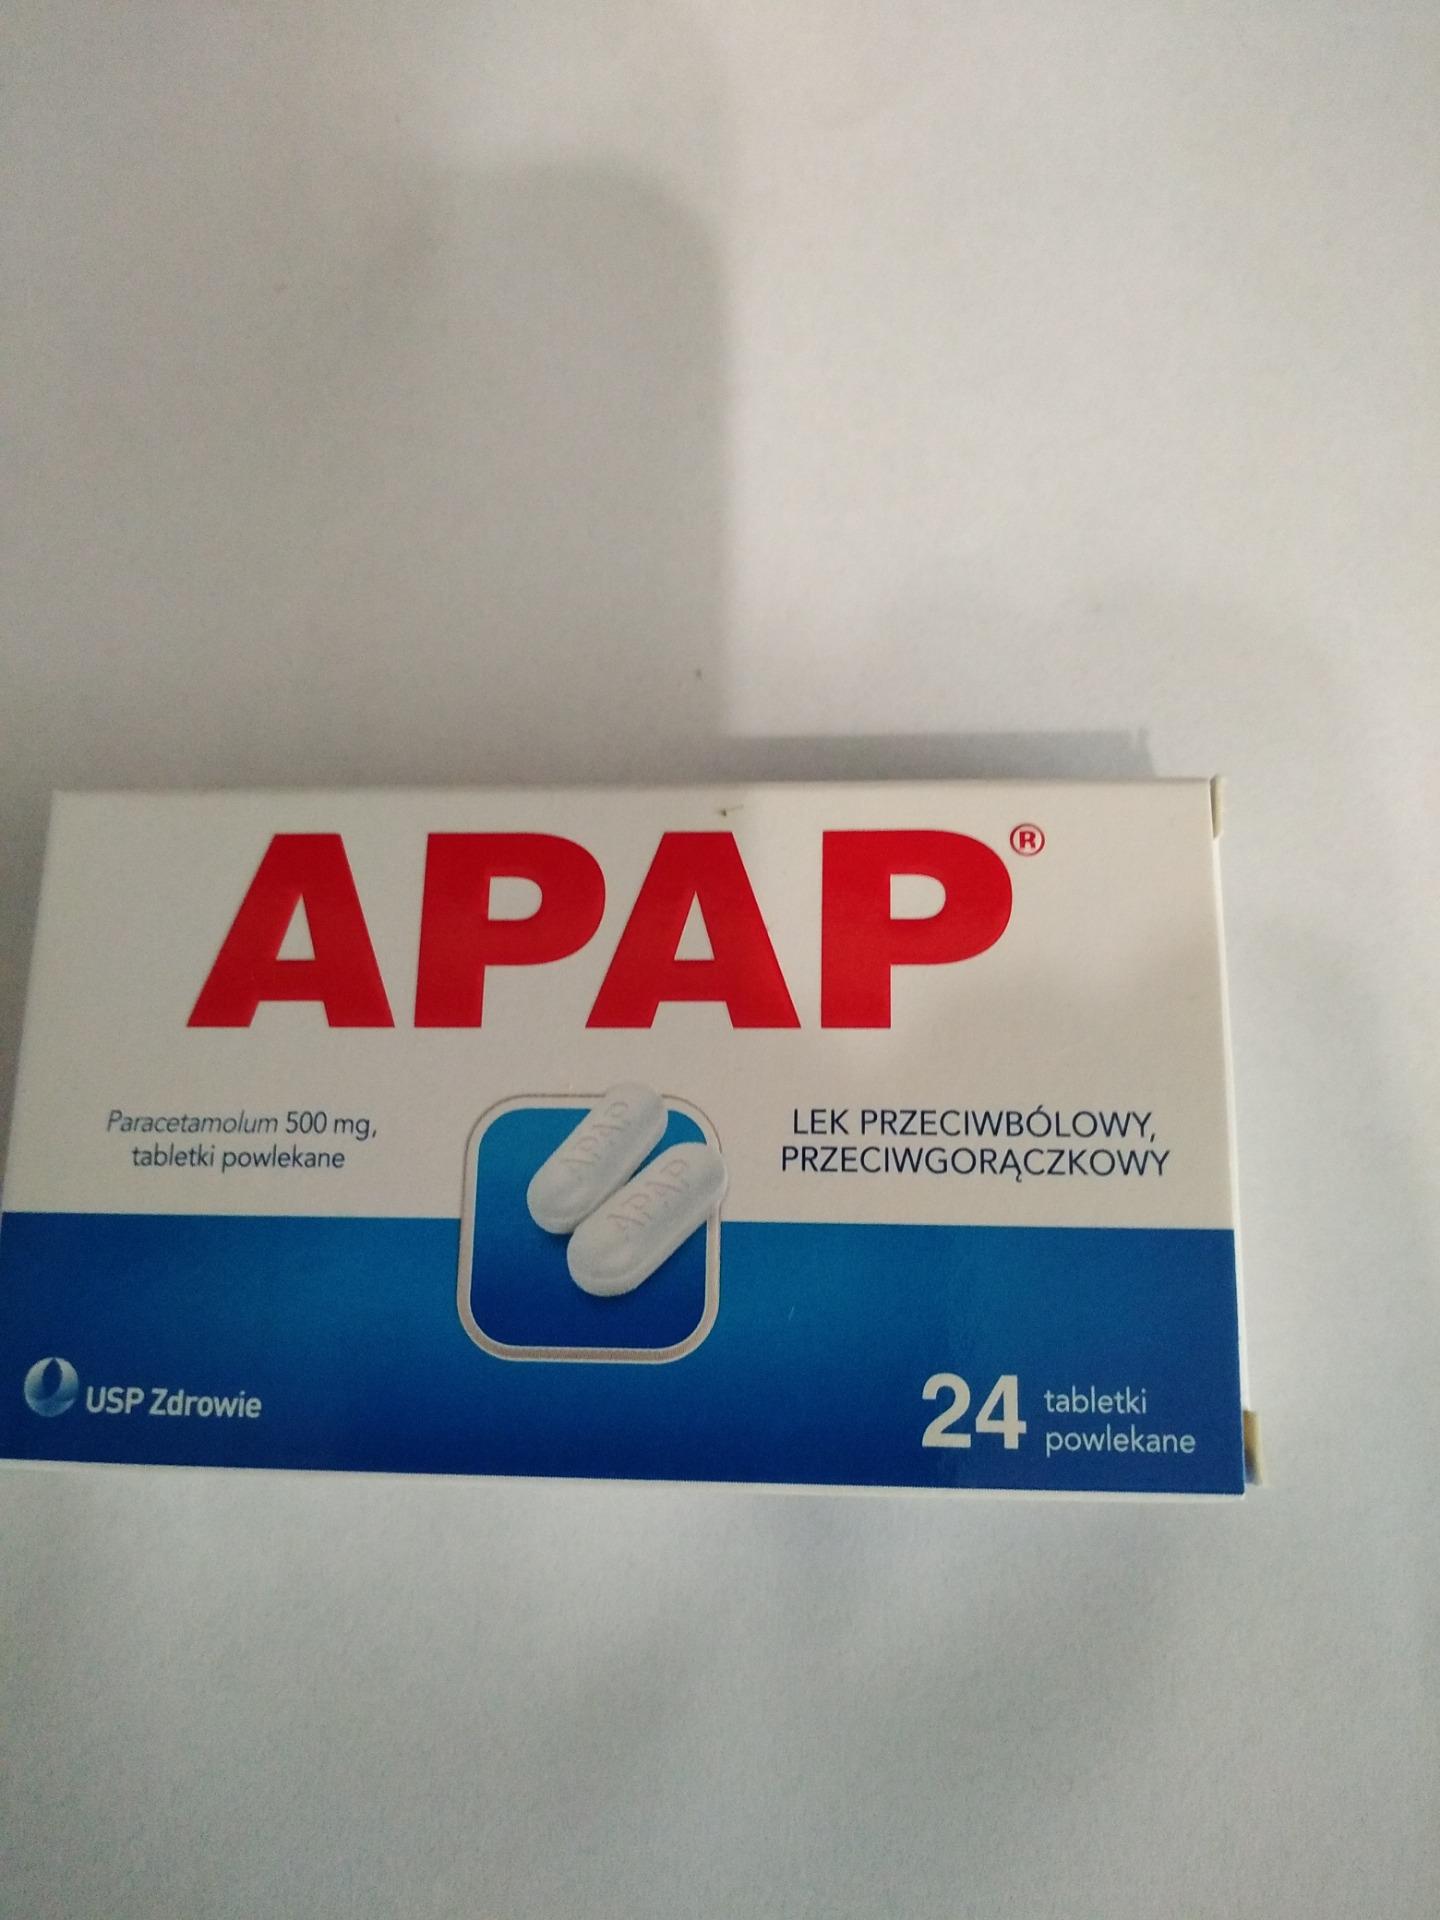 APAP®
Paracetamolum 500 mg,
tabletki powlekane
APAP
APAP
LEK PRZECIWBÓLOWY,
PRZECIWGORĄCZKOWY
USP Zdrowie
24 tabletki
powlekane